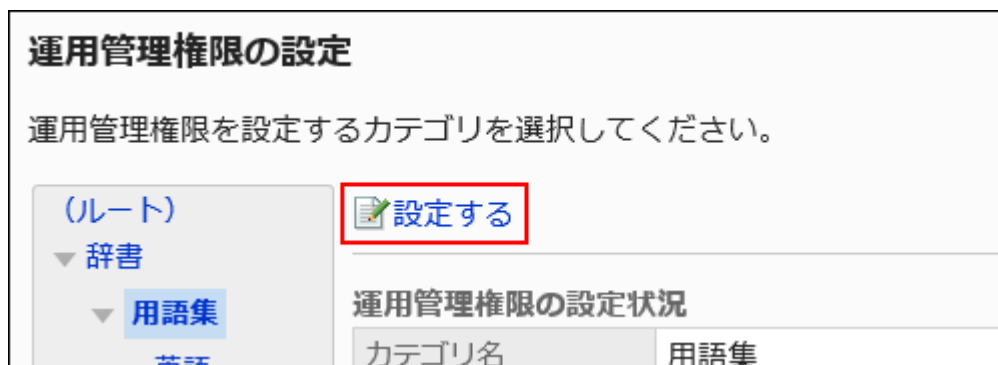 運用管理権限の設定
運用管理権限を設定するカテゴリを選択してください。
(ルート)
辞書
用語集
英語
設定する
運用管理権限の設定状況
カテゴリ名 用語集